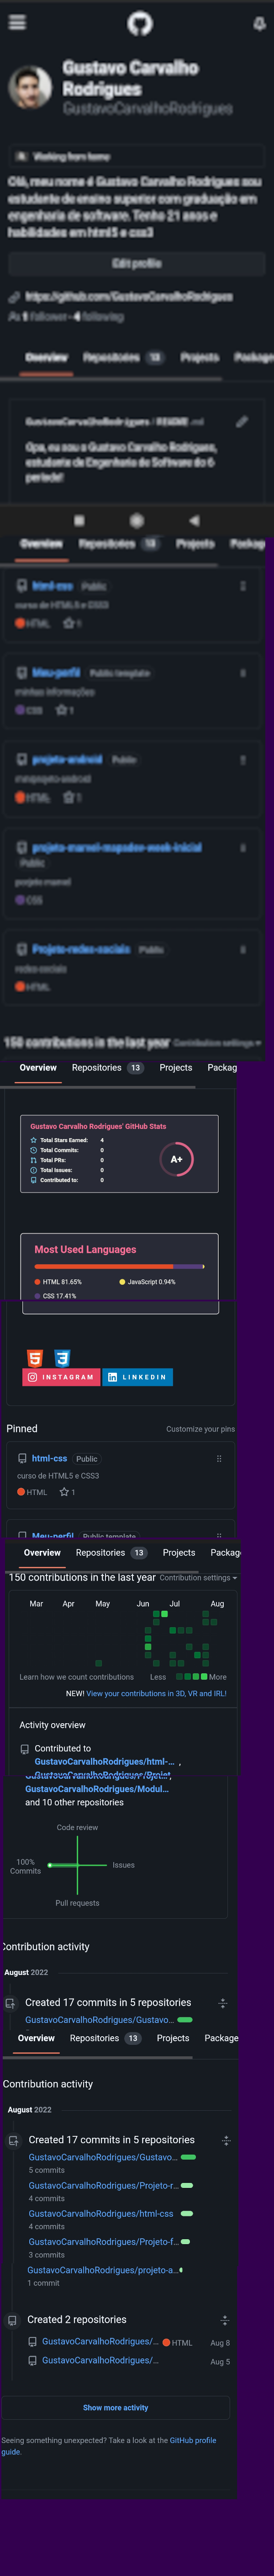 Gustavo Carvalho
Rodrigues
GustavoCarvalhoRodrigues
Working from home
Olá, meu nome é Gustavo Carvalho Rodrigues sou
estudante do ensino superior com graduação em
engenharia de software. Tenho 21 anos e
habilidades em html5 e css3
Edit profile
https://github.com/GustavoCarvalhoRodrigues
1 follower · 4 following
Overview Repositories 13 Projects Package
GustavoCarvalhoRodrigues / README.md
Opa, eu sou o Gustavo Carvalho Rodrigues,
estudante de Engenharia de Software do 6
periodo!
Overview Repositories 13 Projects Packag
html-css Public
curso de HTML5 e CSS3
HTML 1
Meu-perfil Public template
minhas informações
CSS 1
projeto-android Public
miniprojeto-android
HTML 1
projeto-marvel-mapadev-week-inicial
Public
porjeto marvel
CSS
Projeto-redes-sociais Public
redes-sociais
HTML
150 contributions in the last year Contribution settings
Overview Repositories 13 Projects Packag
Gustavo Carvalho Rodrigues' GitHub Stats
Total Stars Earned: 4
Total Commits: 0
Total PRs: 0
Total Issues: 0
Contributed to: 0
A+
Most Used Languages
HTML 81.65% JavaScript 0.94%
CSS 17.41%
INSTAGRAM LINKEDIN
Pinned Customize your pins
html-css Public
curso de HTML5 e CSS3
HTML 1
Meu-perfil Public template
Overview Repositories 13 Projects Packag
150 contributions in the last year Contribution settings
Mar Apr May Jun Jul Aug
Learn how we count contributions Less More
NEW! View your contributions in 3D, VR and IRL!
Activity overview
Contributed to
GustavoCarvalhoRodrigues/html-... ,
GustavoCarvalhoRodrigues/Projet...,
GustavoCarvalhoRodrigues/Modul...
and 10 other repositories
Code review
100%
Commits
Issues
Pull requests
Contribution activity
August 2022
Created 17 commits in 5 repositories
GustavoCarvalhoRodrigues/Gustavo...
Overview Repositories 13 Projects Package
Contribution activity
August 2022
Created 17 commits in 5 repositories
GustavoCarvalhoRodrigues/Gustavo...
5 commits
GustavoCarvalhoRodrigues/Projeto-r...
4 commits
GustavoCarvalhoRodrigues/html-css
4 commits
GustavoCarvalhoRodrigues/Projeto-f...
3 commits
GustavoCarvalhoRodrigues/projeto-a...
1 commit
Created 2 repositories
GustavoCarvalhoRodrigues/... HTML Aug 8
GustavoCarvalhoRodrigues/... Aug 5
Show more activity
Seeing something unexpected? Take a look at the GitHub profile
guide.